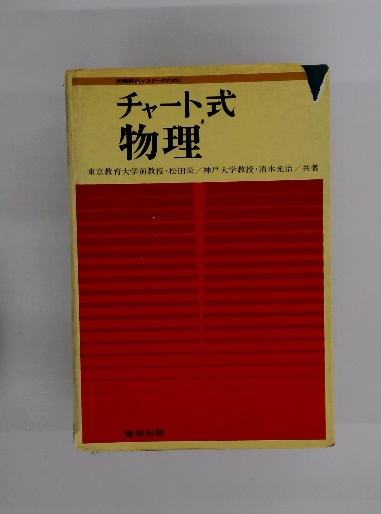 チャート式
物理
東京教育大学前教授・松田栄／神戸大学教授・清水光治／共著
数研出版